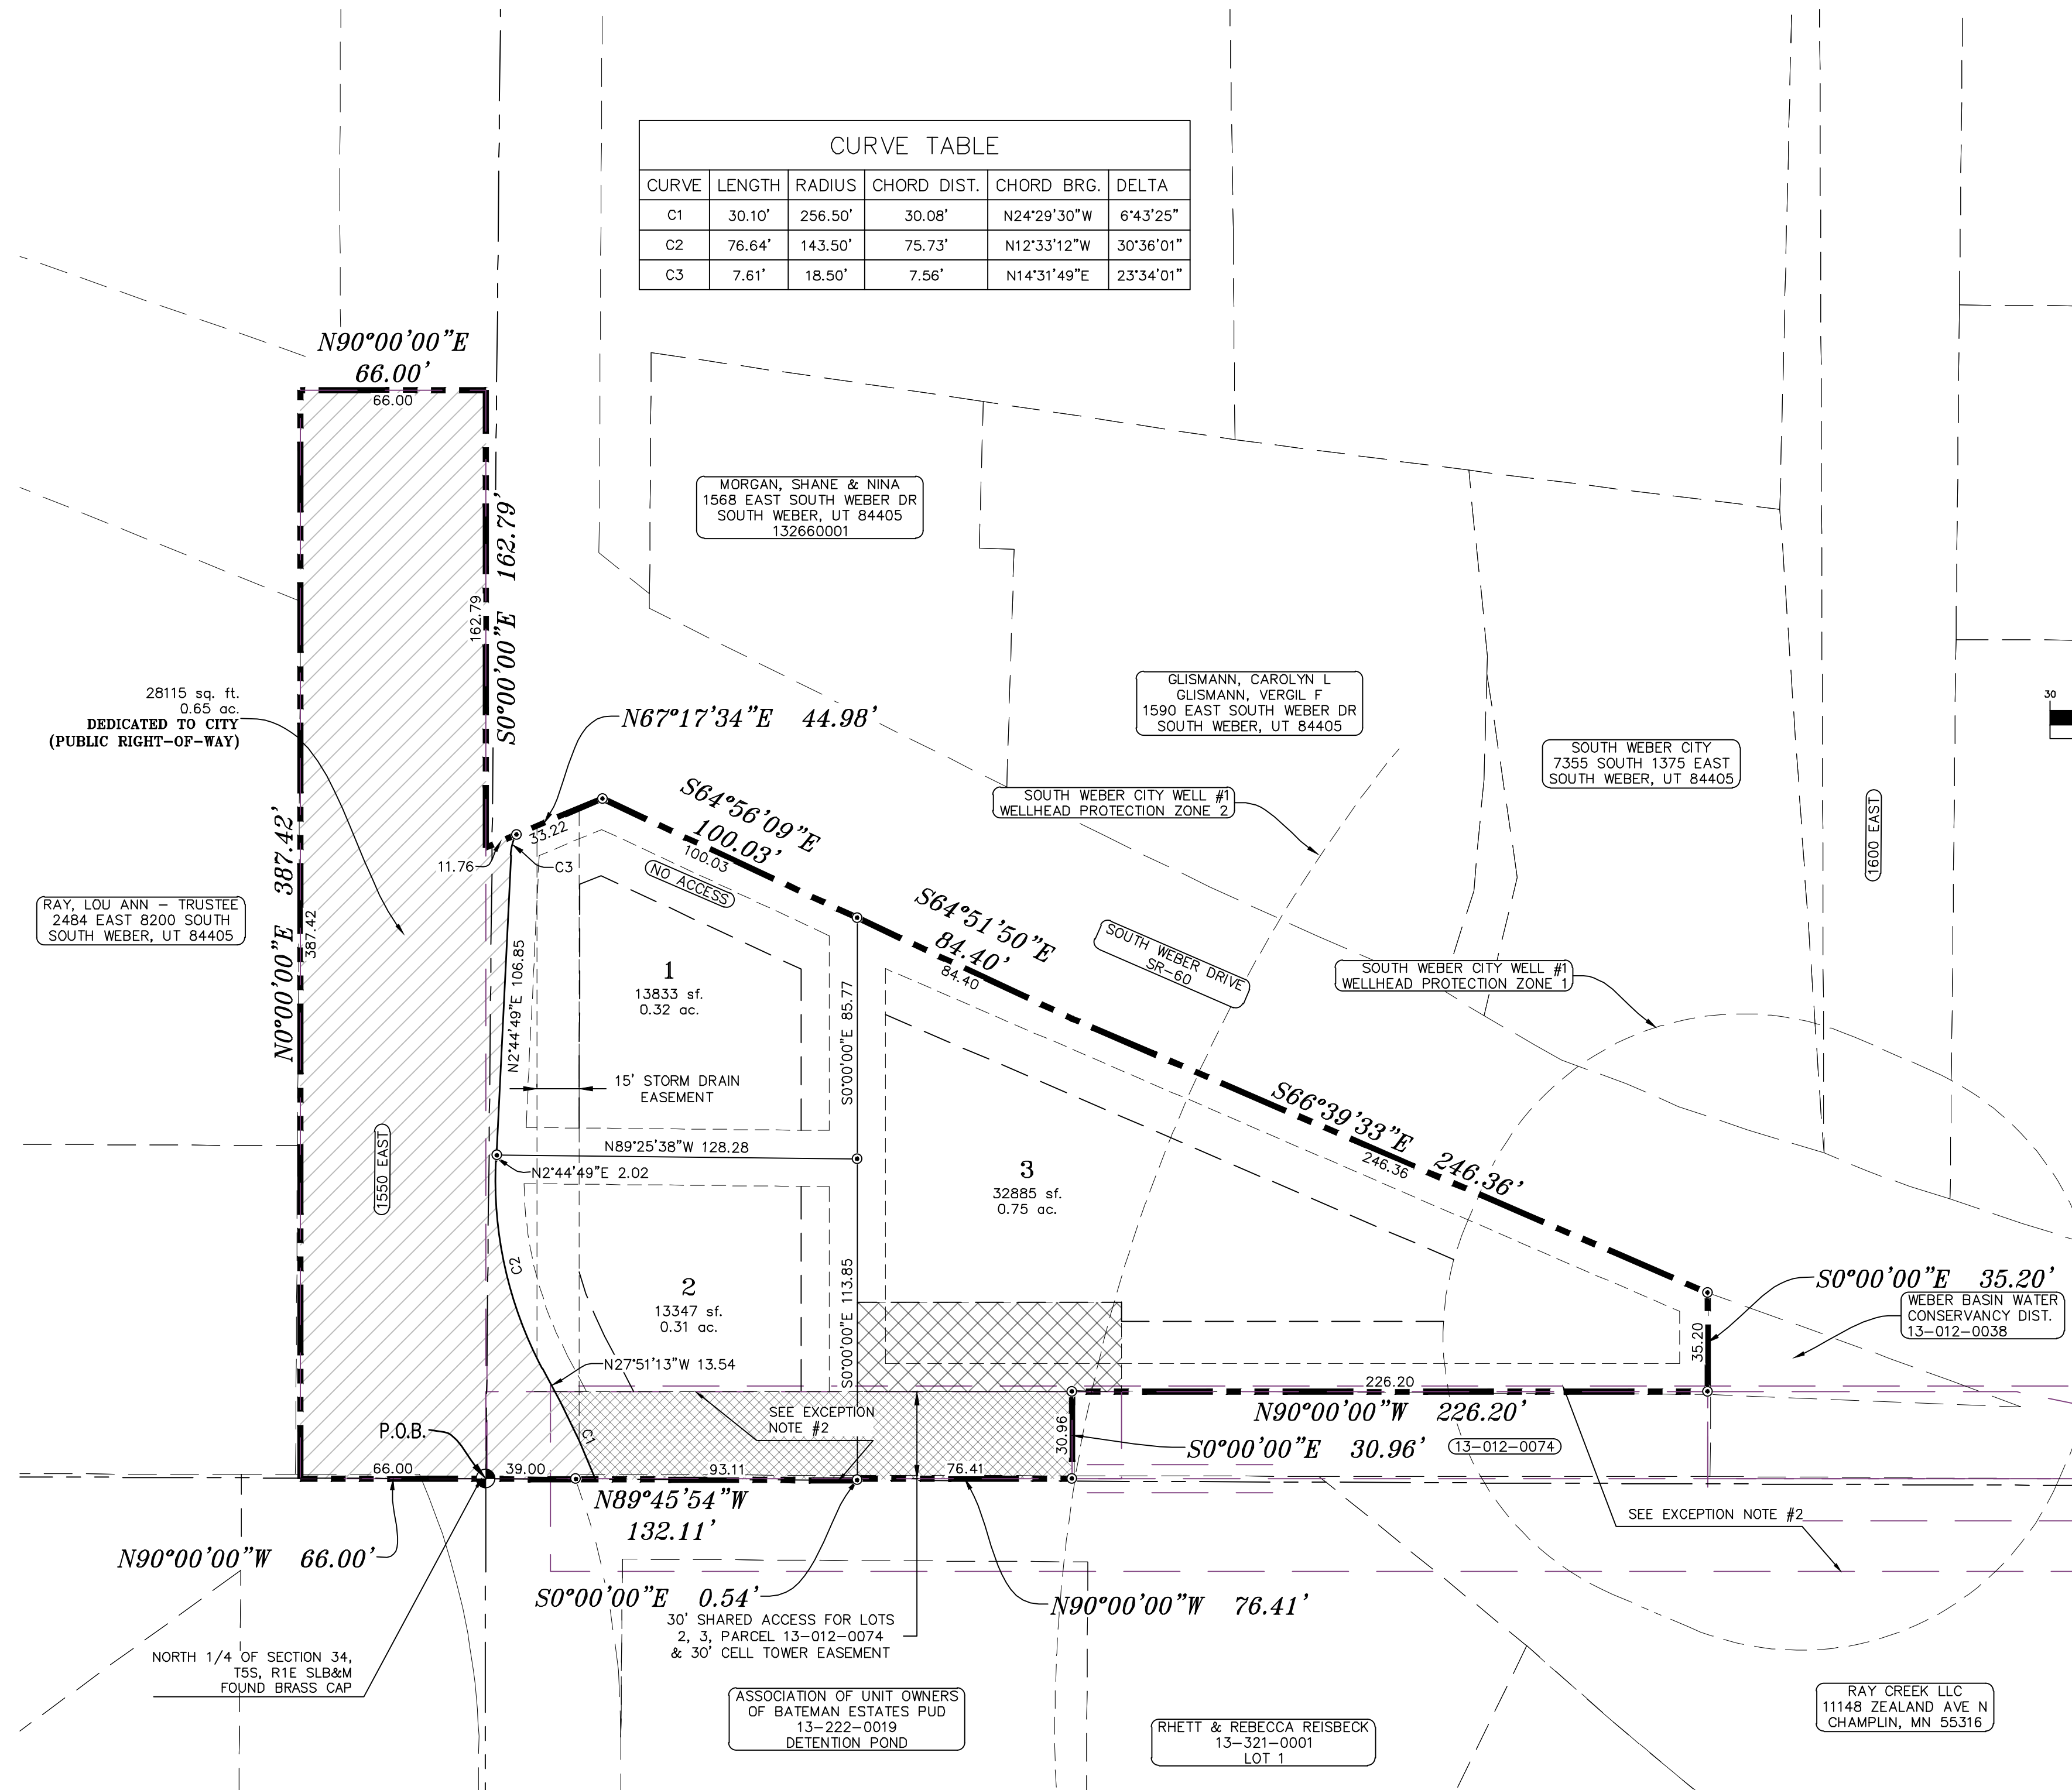 CURVE TABLE
CURVE LENGTH RADIUS CHORD DIST. CHORD BRG. DELTA
C1 30.10' 256.50' 30.08' N24°29'30"W 6°43'25"
C2 76.64' 143.50' 75.73' N12°33'12"W 30°36'01"
C3 7.61' 18.50' 7.56' N14°31'49"E 23°34'01"
N90°00'00"E
66.00'
66.00
S0°00'00"E 162.79'
162.79
MORGAN, SHANE & NINA
1568 EAST SOUTH WEBER DR
SOUTH WEBER, UT 84405
132660001
GLISMANN, CAROLYN L
GLISMANN, VERGIL F
1590 EAST SOUTH WEBER DR
SOUTH WEBER, UT 84405
SOUTH WEBER CITY
7355 SOUTH 1375 EAST
SOUTH WEBER, UT 84405
30
28115 sq. ft.
0.65 ac.
DEDICATED TO CITY
(PUBLIC RIGHT-OF-WAY)
N67°17'34"E 44.98'
SOUTH WEBER CITY WELL #1
WELLHEAD PROTECTION ZONE 2
1600 EAST
S64°56'09"E
100.03'
100.03
33.22
11.76
C3
NO ACCESS
RAY, LOU ANN - TRUSTEE
2484 EAST 8200 SOUTH
SOUTH WEBER, UT 84405
N0°00'00"E 387.42'
387.42
S64°51'50"E
84.40'
84.40
SOUTH WEBER DRIVE
SR-60
SOUTH WEBER CITY WELL #1
WELLHEAD PROTECTION ZONE 1
N2°44'49"E 106.85
1
13833 sf.
0.32 ac.
S0°00'00"E 85.77
15' STORM DRAIN
EASEMENT
S66°39'33"E 246.36'
246.36
1550 EAST
N89°25'38"W 128.28
N2°44'49"E 2.02
3
32885 sf.
0.75 ac.
C2
2
13347 sf.
0.31 ac.
S0°00'00"E 113.85
S0°00'00"E 35.20'
35.20
WEBER BASIN WATER
CONSERVANCY DIST.
13-012-0038
N27°51'13"W 13.54
226.20
N90°00'00"W 226.20'
SEE EXCEPTION
NOTE #2
C1
30.96
S0°00'00"E 30.96'
13-012-0074
P.O.B.
66.00
39.00
93.11
76.41
N89°45'54"W
132.11'
SEE EXCEPTION NOTE #2
N90°00'00"W 66.00'
S0°00'00"E 0.54'
N90°00'00"W 76.41'
30' SHARED ACCESS FOR LOTS
2, 3, PARCEL 13-012-0074
& 30' CELL TOWER EASEMENT
NORTH 1/4 OF SECTION 34,
T5S, R1E SLB&M
FOUND BRASS CAP
ASSOCIATION OF UNIT OWNERS
OF BATEMAN ESTATES PUD
13-222-0019
DETENTION POND
RHETT & REBECCA REISBECK
13-321-0001
LOT 1
RAY CREEK LLC
11148 ZEALAND AVE N
CHAMPLIN, MN 55316